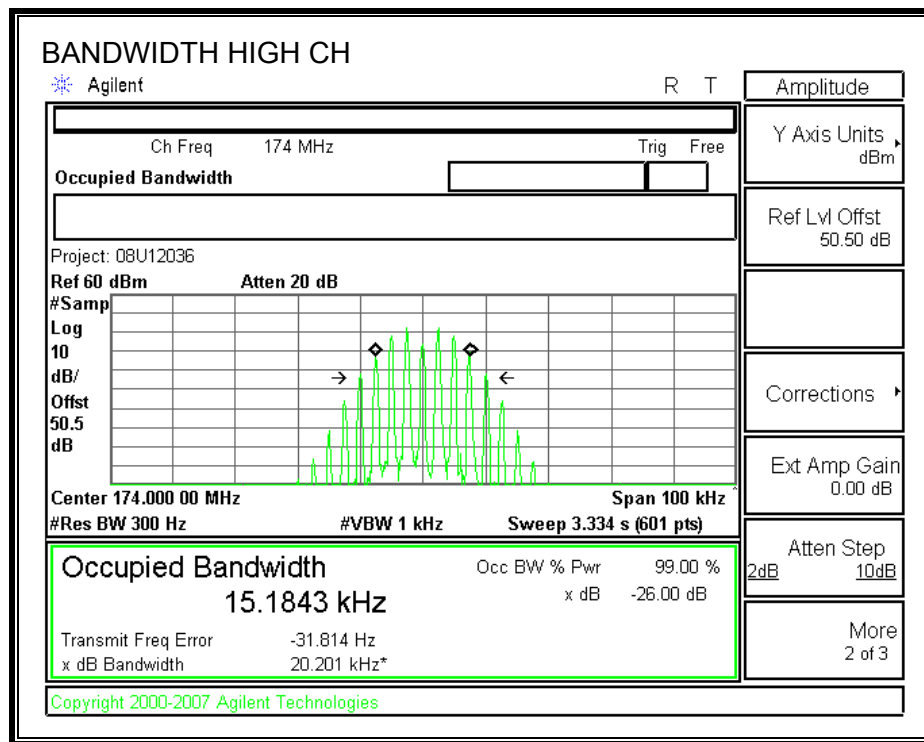 BANDWIDTH HIGH CH
Agilent R T
Ch Freq 174 MHz Trig Free
Occupied Bandwidth
Project: 08U12036
Ref 60 dBm Atten 20 dB
#Samp
Log
10
dB/
Offst
50.5
dB
Center 174.000 00 MHz Span 100 kHz
#Res BW 300 Hz #VBW 1 kHz Sweep 3.334 s (601 pts)
Occupied Bandwidth
15.1843 kHz
Occ BW % Pwr 99.00 %
x dB -26.00 dB
Transmit Freq Error -31.814 Hz
x dB Bandwidth 20.201 kHz*
Copyright 2000-2007 Agilent Technologies
Amplitude
Y Axis Units
dBm
Ref Lvl Offst
50.50 dB
Corrections
Ext Amp Gain
0.00 dB
Atten Step
2dB 10dB
More
2 of 3